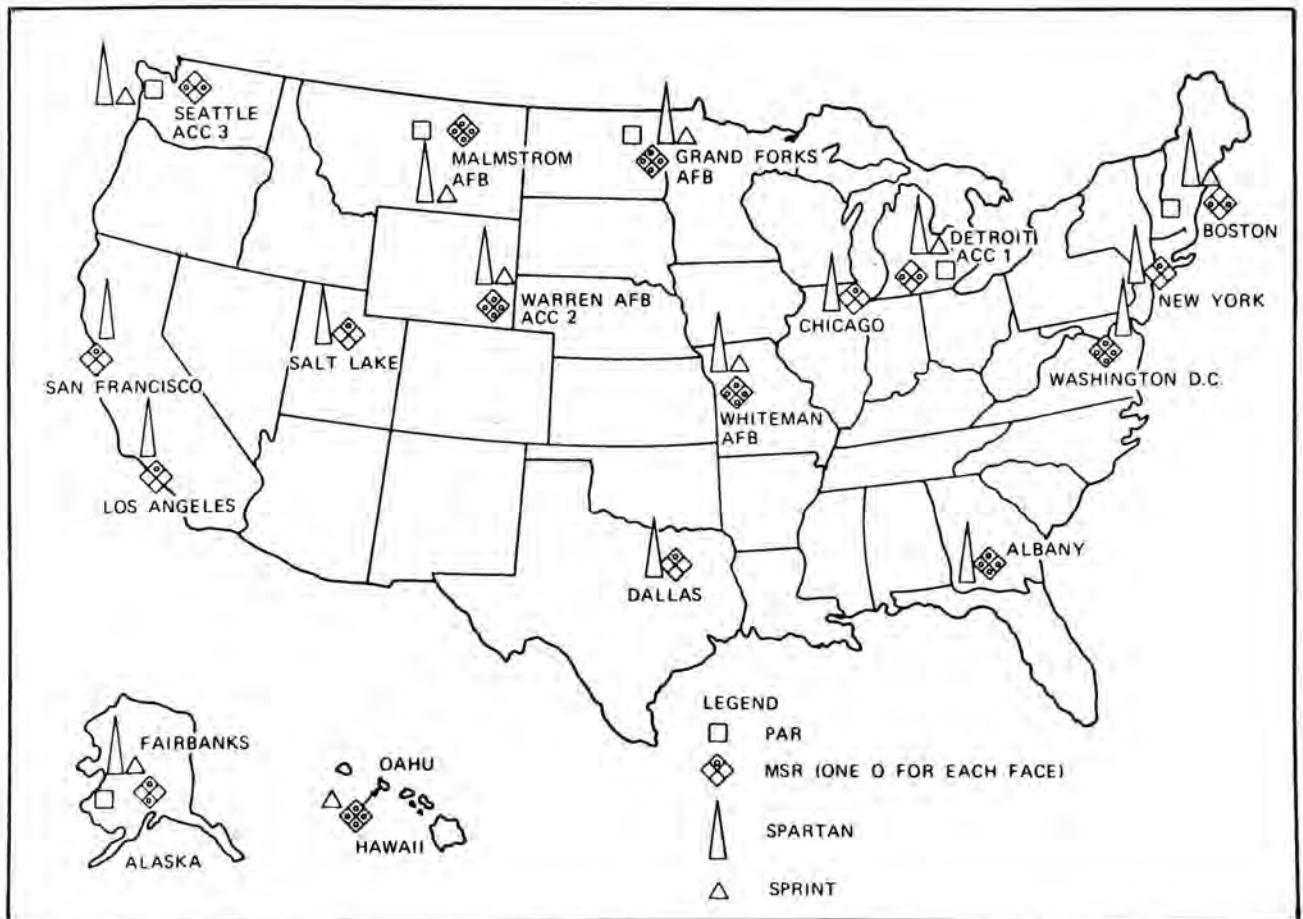 SEATTLE
ACC 3
MALMSTROM
AFB
GRAND FORKS
AFB
BOSTON
DETROIT
ACC 1
NEW YORK
WARREN AFB
ACC 2
CHICAGO
SALT LAKE
WASHINGTON D.C.
SAN FRANCISCO
WHITEMAN
AFB
LOS ANGELES
ALBANY
DALLAS
FAIRBANKS
ALASKA
OAHU
HAWAII
LEGEND
PAR
MSR (ONE O FOR EACH FACE)
SPARTAN
SPRINT